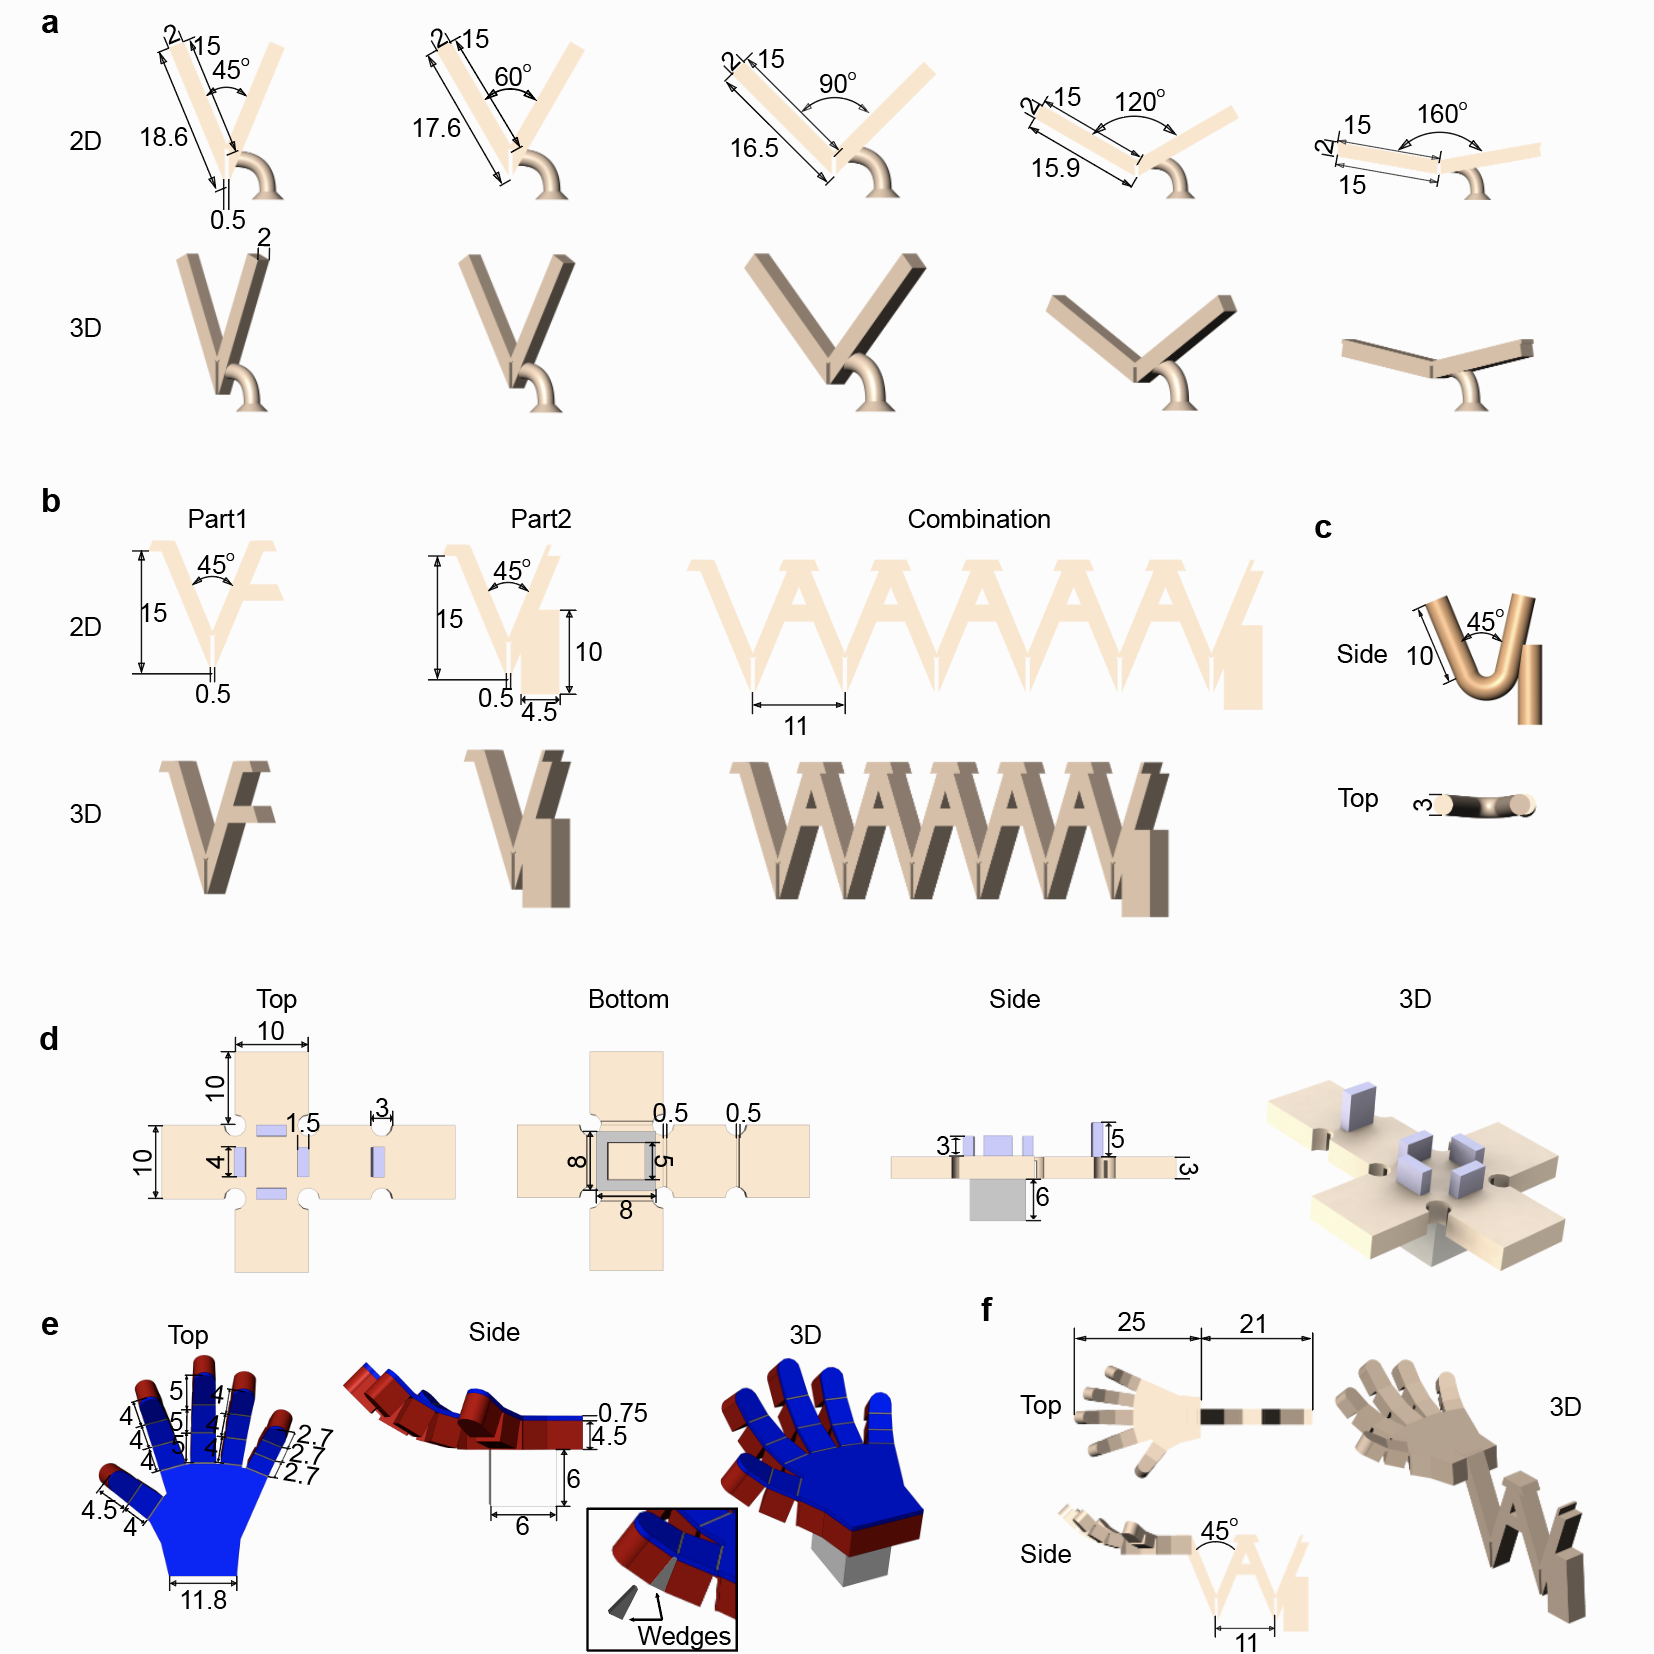 a
2 15 2 15 2 15 2 15 15
45° 60° 90° 120° 160°
2D 18.6 17.6 16.5 15.9 2 15
0.5
2
3D
b
Part1 Part2 Combination
c
45° 45°
2D 15 15 10
0.5 0.5 4.5
11
Side 10 45°
3D
Top 3
d
Top Bottom Side 3D
10
10 1.5 3
10 4
0.5 0.5
8 5
8
3 5 3
6
e
Top Side 3D
5 4
4 5 4
4 5 4
4
2.7
2.7
2.7
4.5 4
11.8
0.75
4.5
6
6
Wedges
f
25 21
Top 3D
Side 45°
11